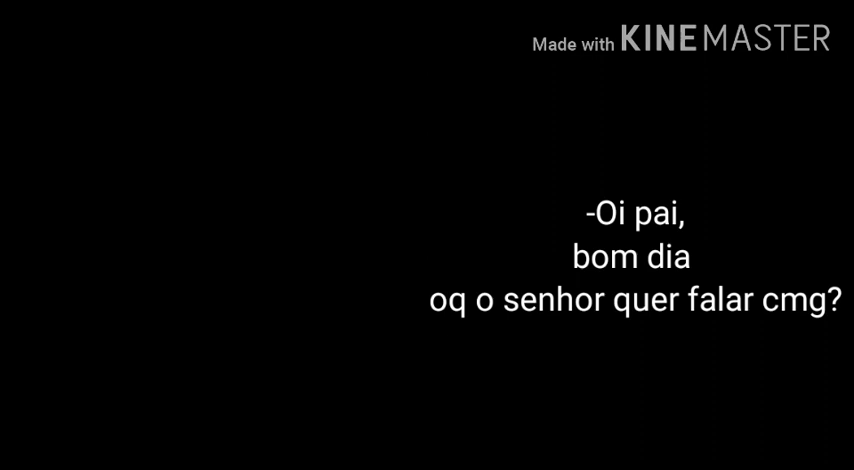 Made with KINEMASTER
-Oi pai,
bom dia
oq o senhor quer falar cmg?